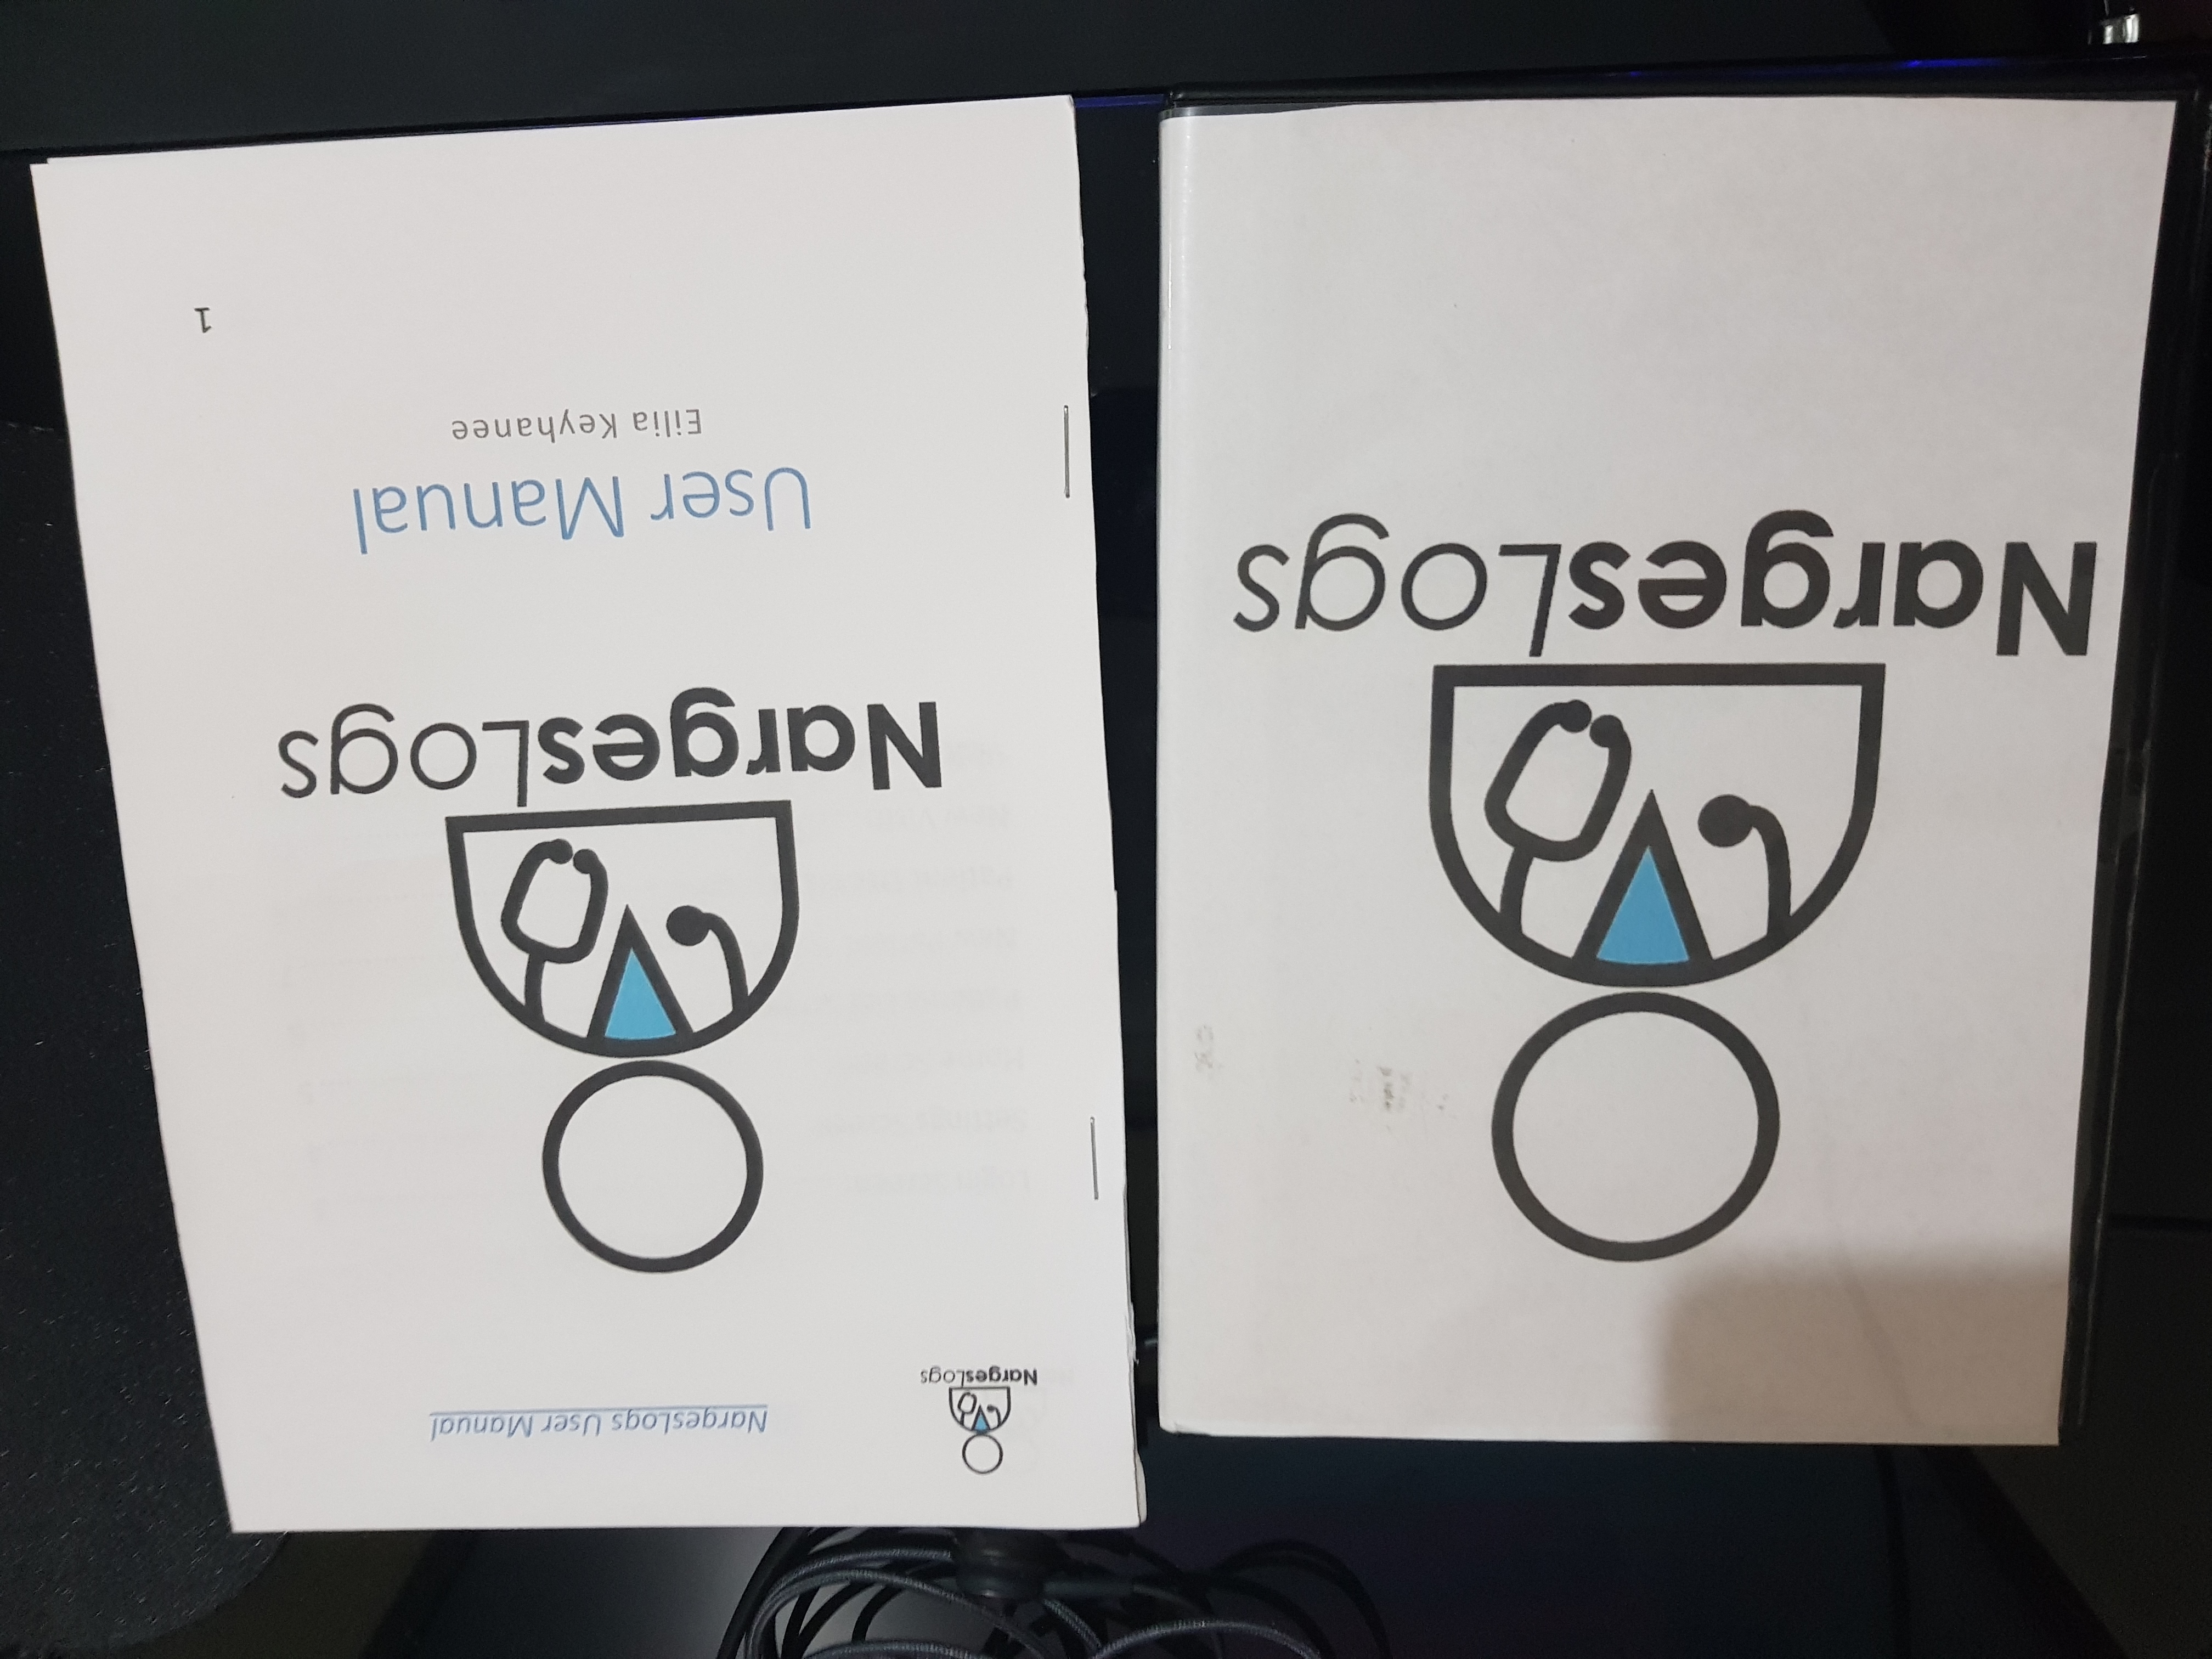 NargesLogs
NargesLogs User Manual
NargesLogs
NargesLogs
User Manual
Eilia Keyhanee
1